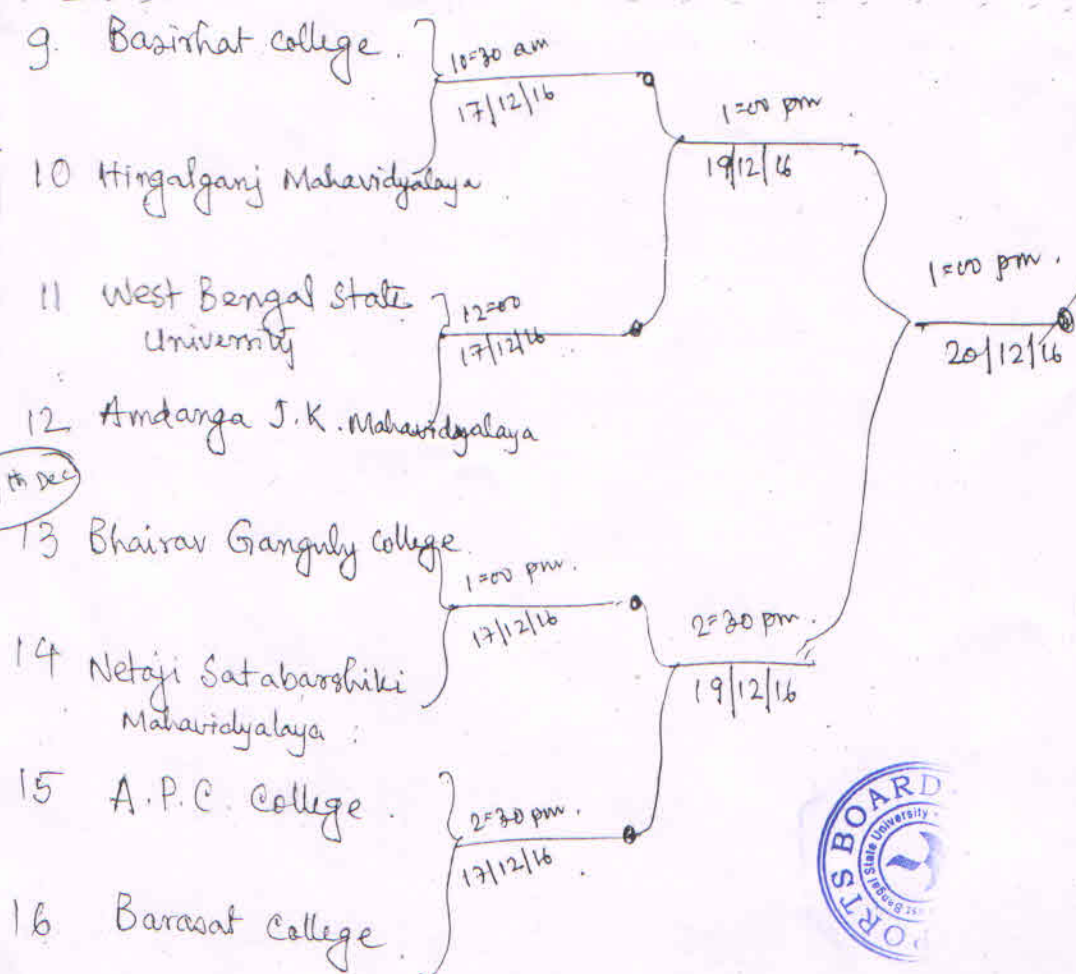 9. Basirhat college.
10=30 am
17/12/16
1=00 pm.
19/12/16
10 Hingalganj Mahavidyalaya
11 West Bengal State
University
12=00
17/12/16
1=00 pm.
20/12/16
12 Amdanga J.K. Mahavidyalaya
th Dec
13 Bhairav Ganguly College
1=00 pm.
17/12/16
2=30 pm.
19/12/16
14 Netaji Satabarshiki
Mahavidyalaya
15 A.P.C. College.
2=30 pm.
17/12/16
16 Barasat College
PORTS BOARD
Bengal State University